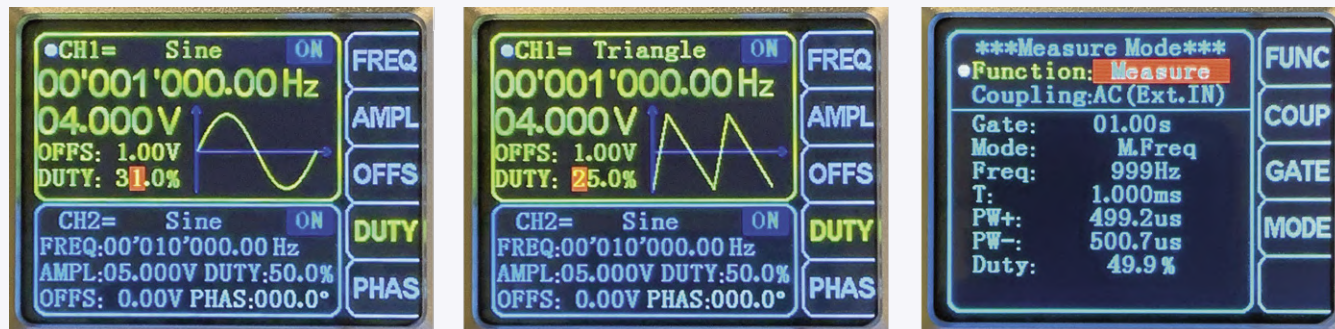 CH1= Sine ON
00'001'000.00 Hz
04.000 V
OFFS: 1.00V
DUTY: 31.0%
CH2= Sine ON
FREQ:00'010'000.00 Hz
AMPL:05.000V DUTY:50.0%
OFFS: 0.00V PHAS:000.0°
FREQ
AMPL
OFFS
DUTY
PHAS
CH1= Triangle ON
00'001'000.00 Hz
04.000 V
OFFS: 1.00V
DUTY: 25.0%
CH2= Sine ON
FREQ:00'010'000.00 Hz
AMPL:05.000V DUTY:50.0%
OFFS: 0.00V PHAS:000.0°
FREQ
AMPL
OFFS
DUTY
PHAS
***Measure Mode***
Function: Measure
Coupling:AC(Ext.IN)
Gate: 01.00s
Mode: M.Freq
Freq: 999Hz
T: 1.000ms
PW+: 499.2us
PW-: 500.7us
Duty: 49.9%
FUNC
COUP
GATE
MODE